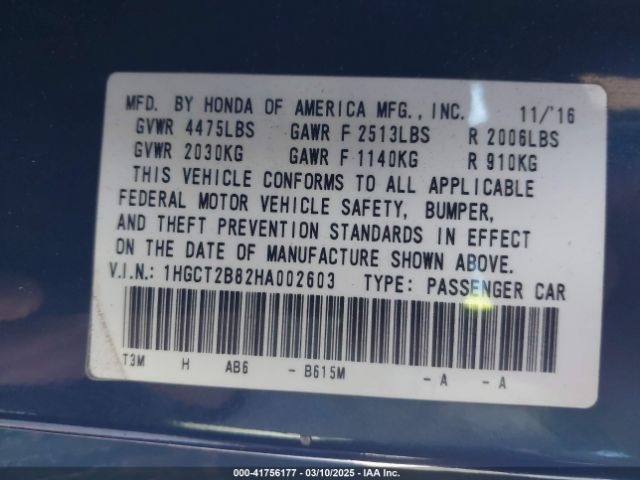 MFD. BY HONDA OF AMERICA MFG., INC. 11/'16
GVWR 4475LBS GAWR F 2513LBS R 2006LBS
GVWR 2030KG GAWR F 1140KG R 910KG
THIS VEHICLE CONFORMS TO ALL APPLICABLE
FEDERAL MOTOR VEHICLE SAFETY, BUMPER,
AND THEFT PREVENTION STANDARDS IN EFFECT
ON THE DATE OF MANUFACTURE SHOWN ABOVE.
V.I.N.: 1HGCT2B82HA002603 TYPE: PASSENGER CAR
T3M H AB6 - B615M - A - A
000-41756177 - 03/10/2025 - IAA, Inc.